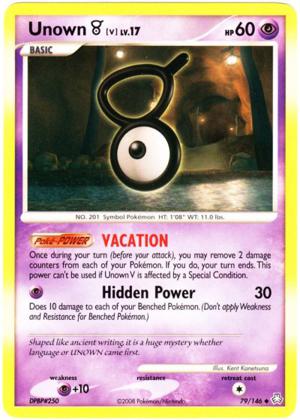 Unown [V] LV.17 HP 60
BASIC
NO. 201 Symbol Pokémon HT: 1'08" WT: 11.0 lbs.
Poké-POWER VACATION
Once during your turn (before your attack), you may remove 2 damage
counters from each of your Pokémon. If you do, your turn ends. This
power can't be used if Unown V is affected by a Special Condition.
Hidden Power 30
Does 10 damage to each of your Benched Pokémon. (Don't apply Weakness
and Resistance for Benched Pokémon.)
Shaped like ancient writing, it is a huge mystery whether
language or UNOWN came first.
Illus. Kent Kanetsuna
weakness resistance retreat cost
+10
DPBP#250 ©2008 Pokémon/Nintendo 79/146